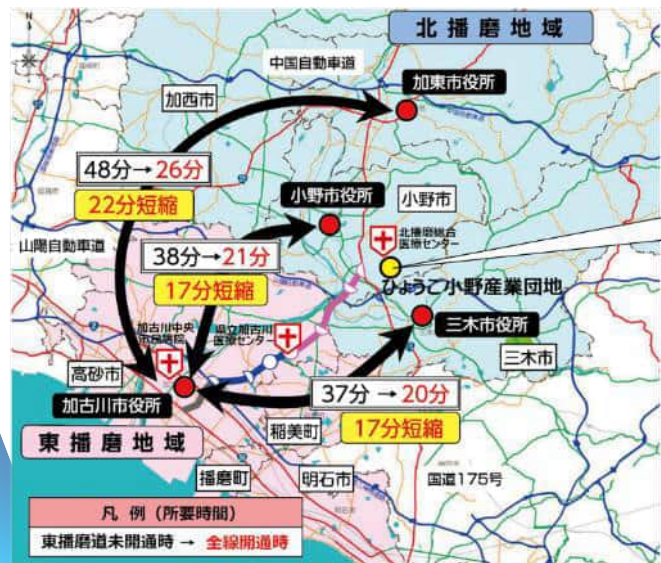 北播磨地域
中国自動車道
加東市役所
加西市
48分→26分
22分短縮
小野市役所
小野市
北播磨総合
医療センター
山陽自動車道
38分→21分
17分短縮
ひょうご小野産業団地
加古川中央
市民病院
県立加古川
医療センター
三木市役所
三木市
高砂市
加古川市役所
37分→20分
17分短縮
稲美町
東播磨地域
播磨町
明石市
国道175号
凡 例 (所要時間)
東播磨道未開通時 → 全線開通時